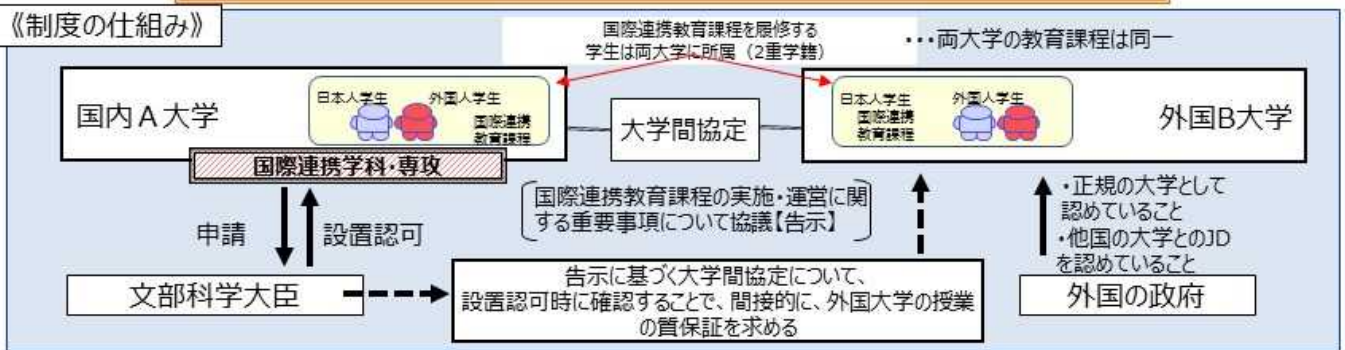 《制度の仕組み》
国際連携教育課程を履修する
学生は両大学に所属（2重学籍）
･･･両大学の教育課程は同一
国内A大学
日本人学生
外国人学生
国際連携
教育課程
国際連携学科・専攻
大学間協定
日本人学生
外国人学生
国際連携
教育課程
外国B大学
国際連携教育課程の実施・運営に関
する重要事項について協議【告示】
申請
設置認可
・正規の大学として
認めていること
・他国の大学とのJD
を認めていること
文部科学大臣
告示に基づく大学間協定について、
設置認可時に確認することで、間接的に、外国大学の授業
の質保証を求める
外国の政府